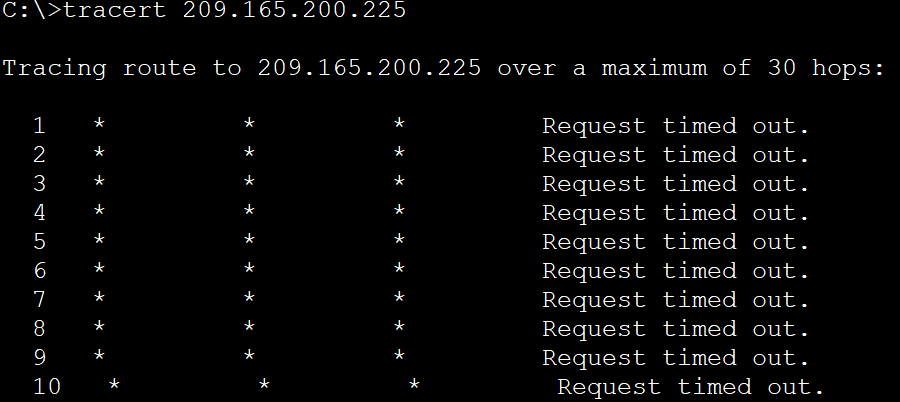 C:\>tracert 209.165.200.225
Tracing route to 209.165.200.225 over a maximum of 30 hops:
1 * * * Request timed out.
2 * * * Request timed out.
3 * * * Request timed out.
4 * * * Request timed out.
5 * * * Request timed out.
6 * * * Request timed out.
7 * * * Request timed out.
8 * * * Request timed out.
9 * * * Request timed out.
10 * * * Request timed out.